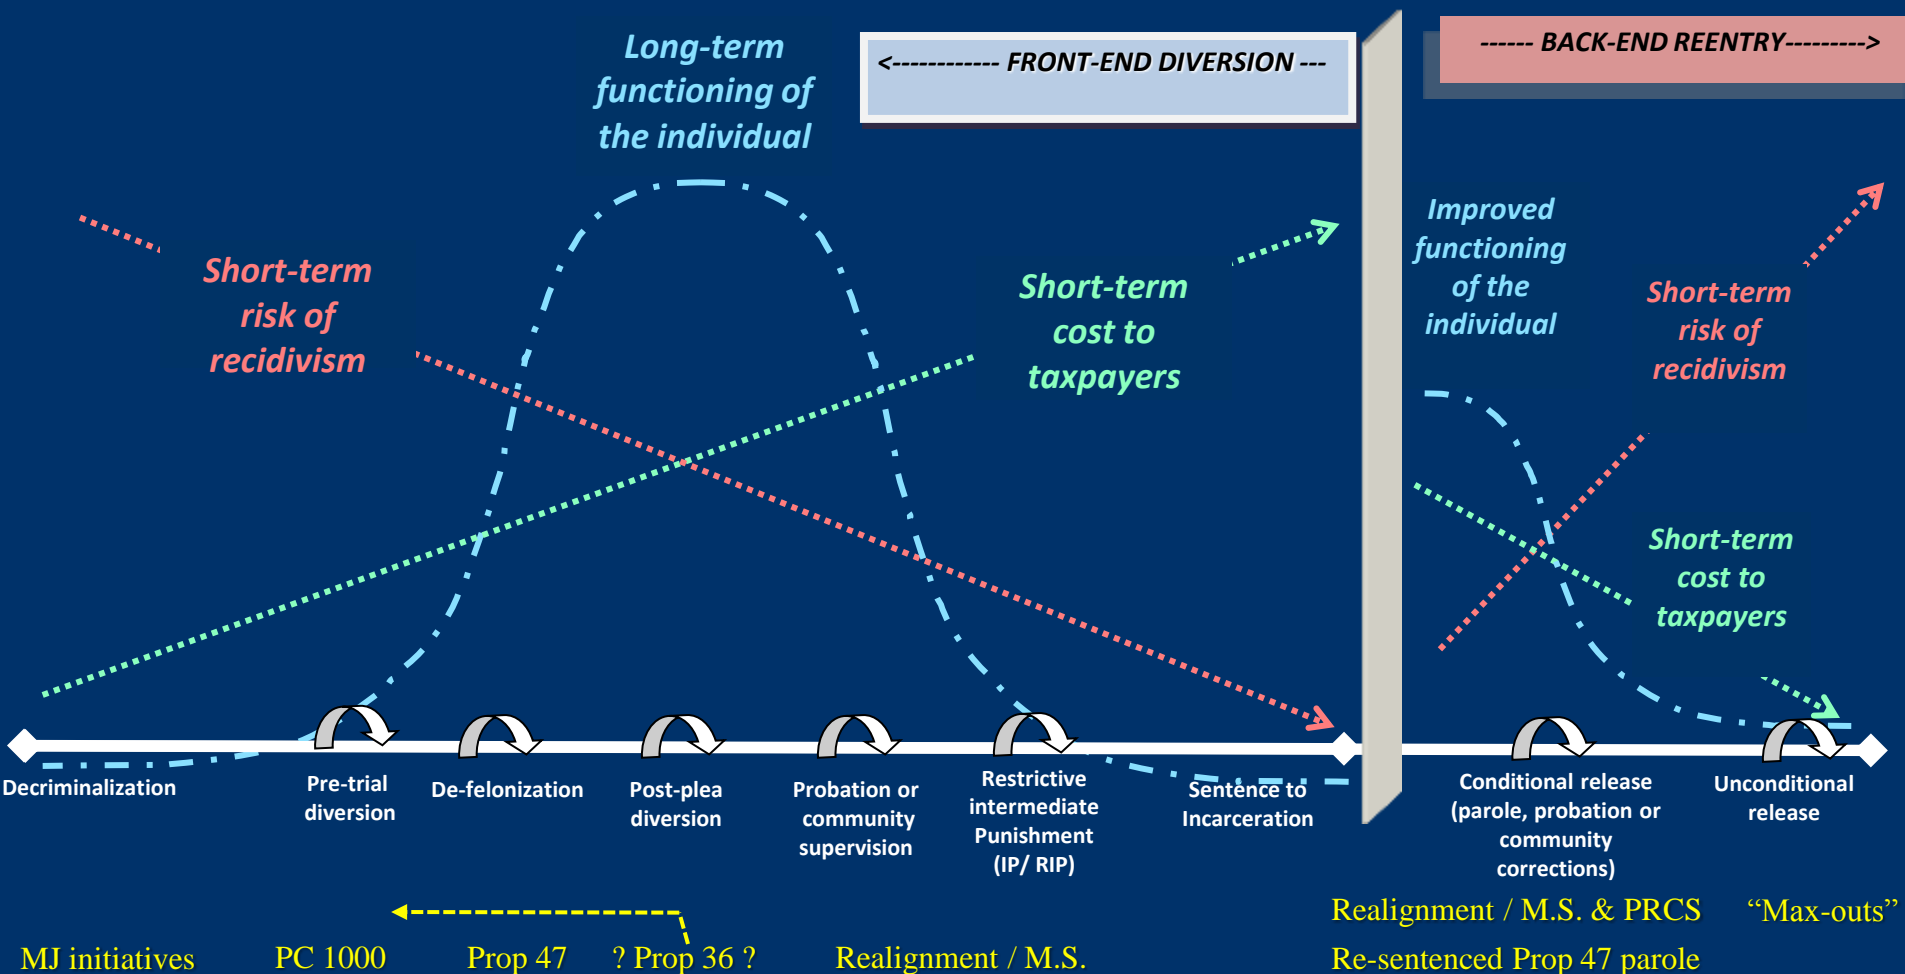 Long-term
functioning of
the individual
<------------ FRONT-END DIVERSION ---
------ BACK-END REENTRY--------->
Short-term
risk of
recidivism
Short-term
cost to
taxpayers
Improved
functioning
of the
individual
Short-term
risk of
recidivism
Short-term
cost to
taxpayers
Decriminalization
Pre-trial
diversion
De-felonization
Post-plea
diversion
Probation or
community
supervision
Restrictive
intermediate
Punishment
(IP/ RIP)
Sentence to
Incarceration
Conditional release
(parole, probation or
community
corrections)
Unconditional
release
MJ initiatives
PC 1000
Prop 47
? Prop 36 ?
Realignment / M.S.
Realignment / M.S. & PRCS
Re-sentenced Prop 47 parole
“Max-outs”